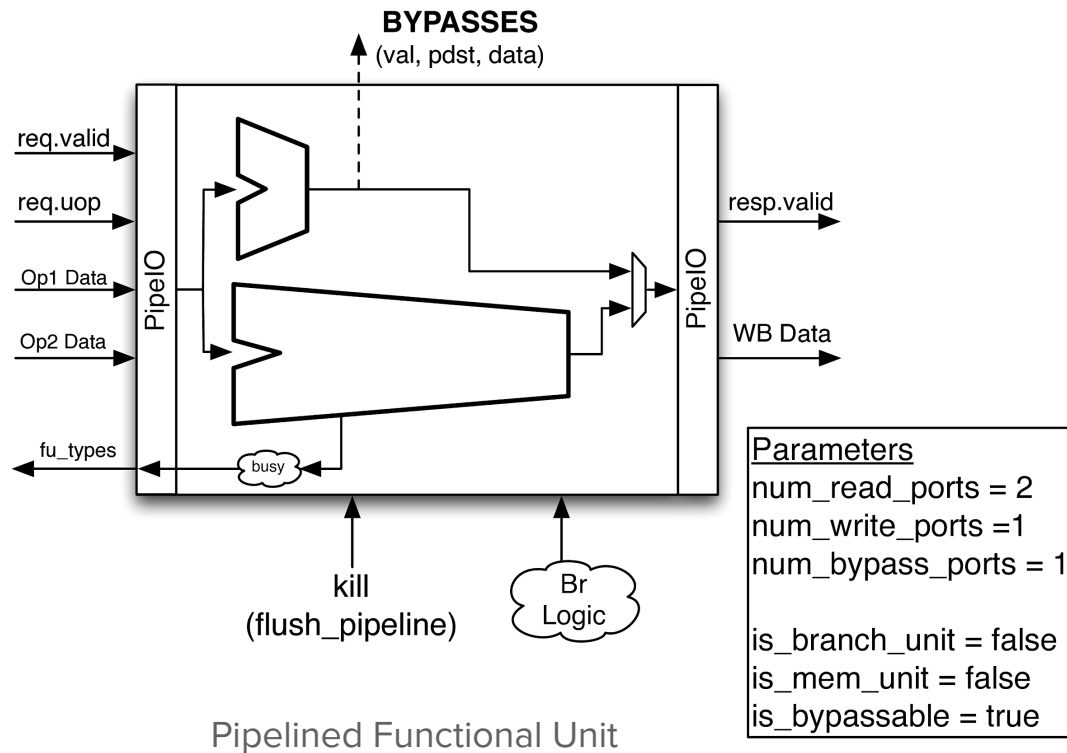 BYPASSES
(val, pdst, data)
req.valid
req.uop
Op1 Data
Op2 Data
fu_types
PipeIO
busy
PipeIO
resp.valid
WB Data
kill
(flush_pipeline)
Br
Logic
Parameters
num_read_ports = 2
num_write_ports =1
num_bypass_ports = 1
is_branch_unit = false
is_mem_unit = false
is_bypassable = true
Pipelined Functional Unit